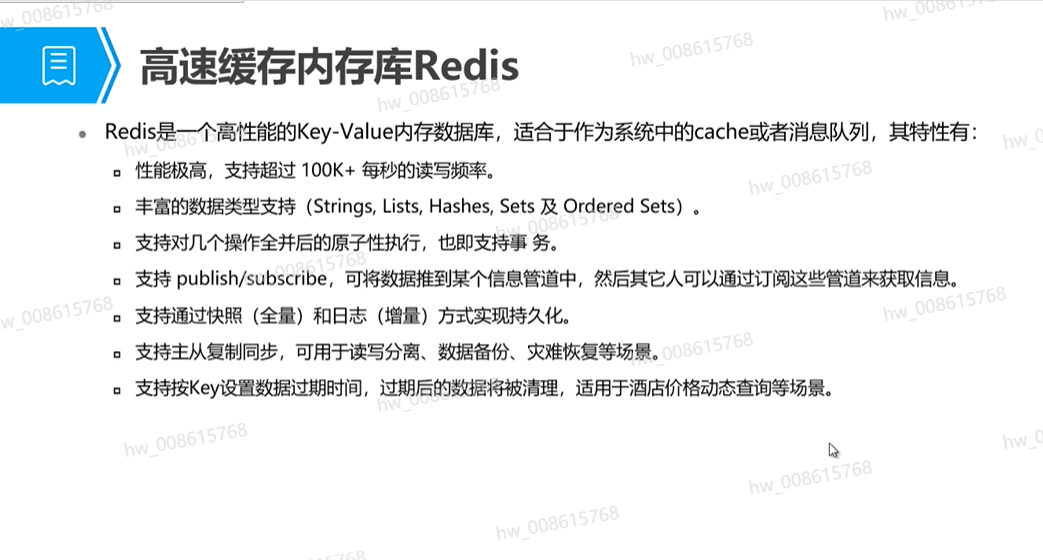 高速缓存内存库Redis
Redis是一个高性能的Key-Value内存数据库，适合于作为系统中的cache或者消息队列，其特性有：
性能极高，支持超过 100K+ 每秒的读写频率。
丰富的数据类型支持（Strings, Lists, Hashes, Sets 及 Ordered Sets）。
支持对几个操作全并后的原子性执行，也即支持事 务。
支持 publish/subscribe，可将数据推到某个信息管道中，然后其它人可以通过订阅这些管道来获取信息。
支持通过快照（全量）和日志（增量）方式实现持久化。
支持主从复制同步，可用于读写分离、数据备份、灾难恢复等场景。
支持按Key设置数据过期时间，过期后的数据将被清理，适用于酒店价格动态查询等场景。
hw_008615768